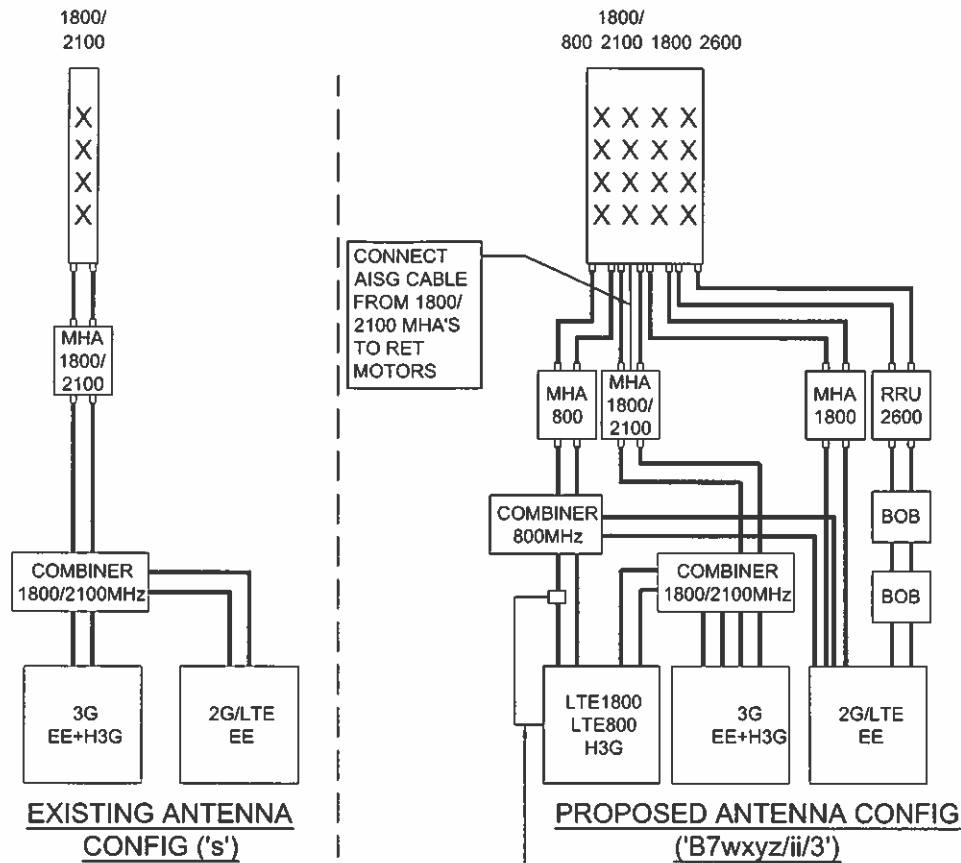 1800/
2100
X
X
X
X
MHA
1800/
2100
COMBINER
1800/2100MHz
3G
EE+H3G
2G/LTE
EE
EXISTING ANTENNA
CONFIG ('s')
1800/
800 2100 1800 2600
X X X X
X X X X
X X X X
X X X X
CONNECT
AISG CABLE
FROM 1800/
2100 MHA'S
TO RET
MOTORS
MHA
800
MHA
1800/
2100
MHA
1800
RRU
2600
COMBINER
800MHz
COMBINER
1800/2100MHz
BOB
BOB
LTE1800
LTE800
H3G
3G
EE+H3G
2G/LTE
EE
PROPOSED ANTENNA CONFIG
('B7wxyz/ii/3')